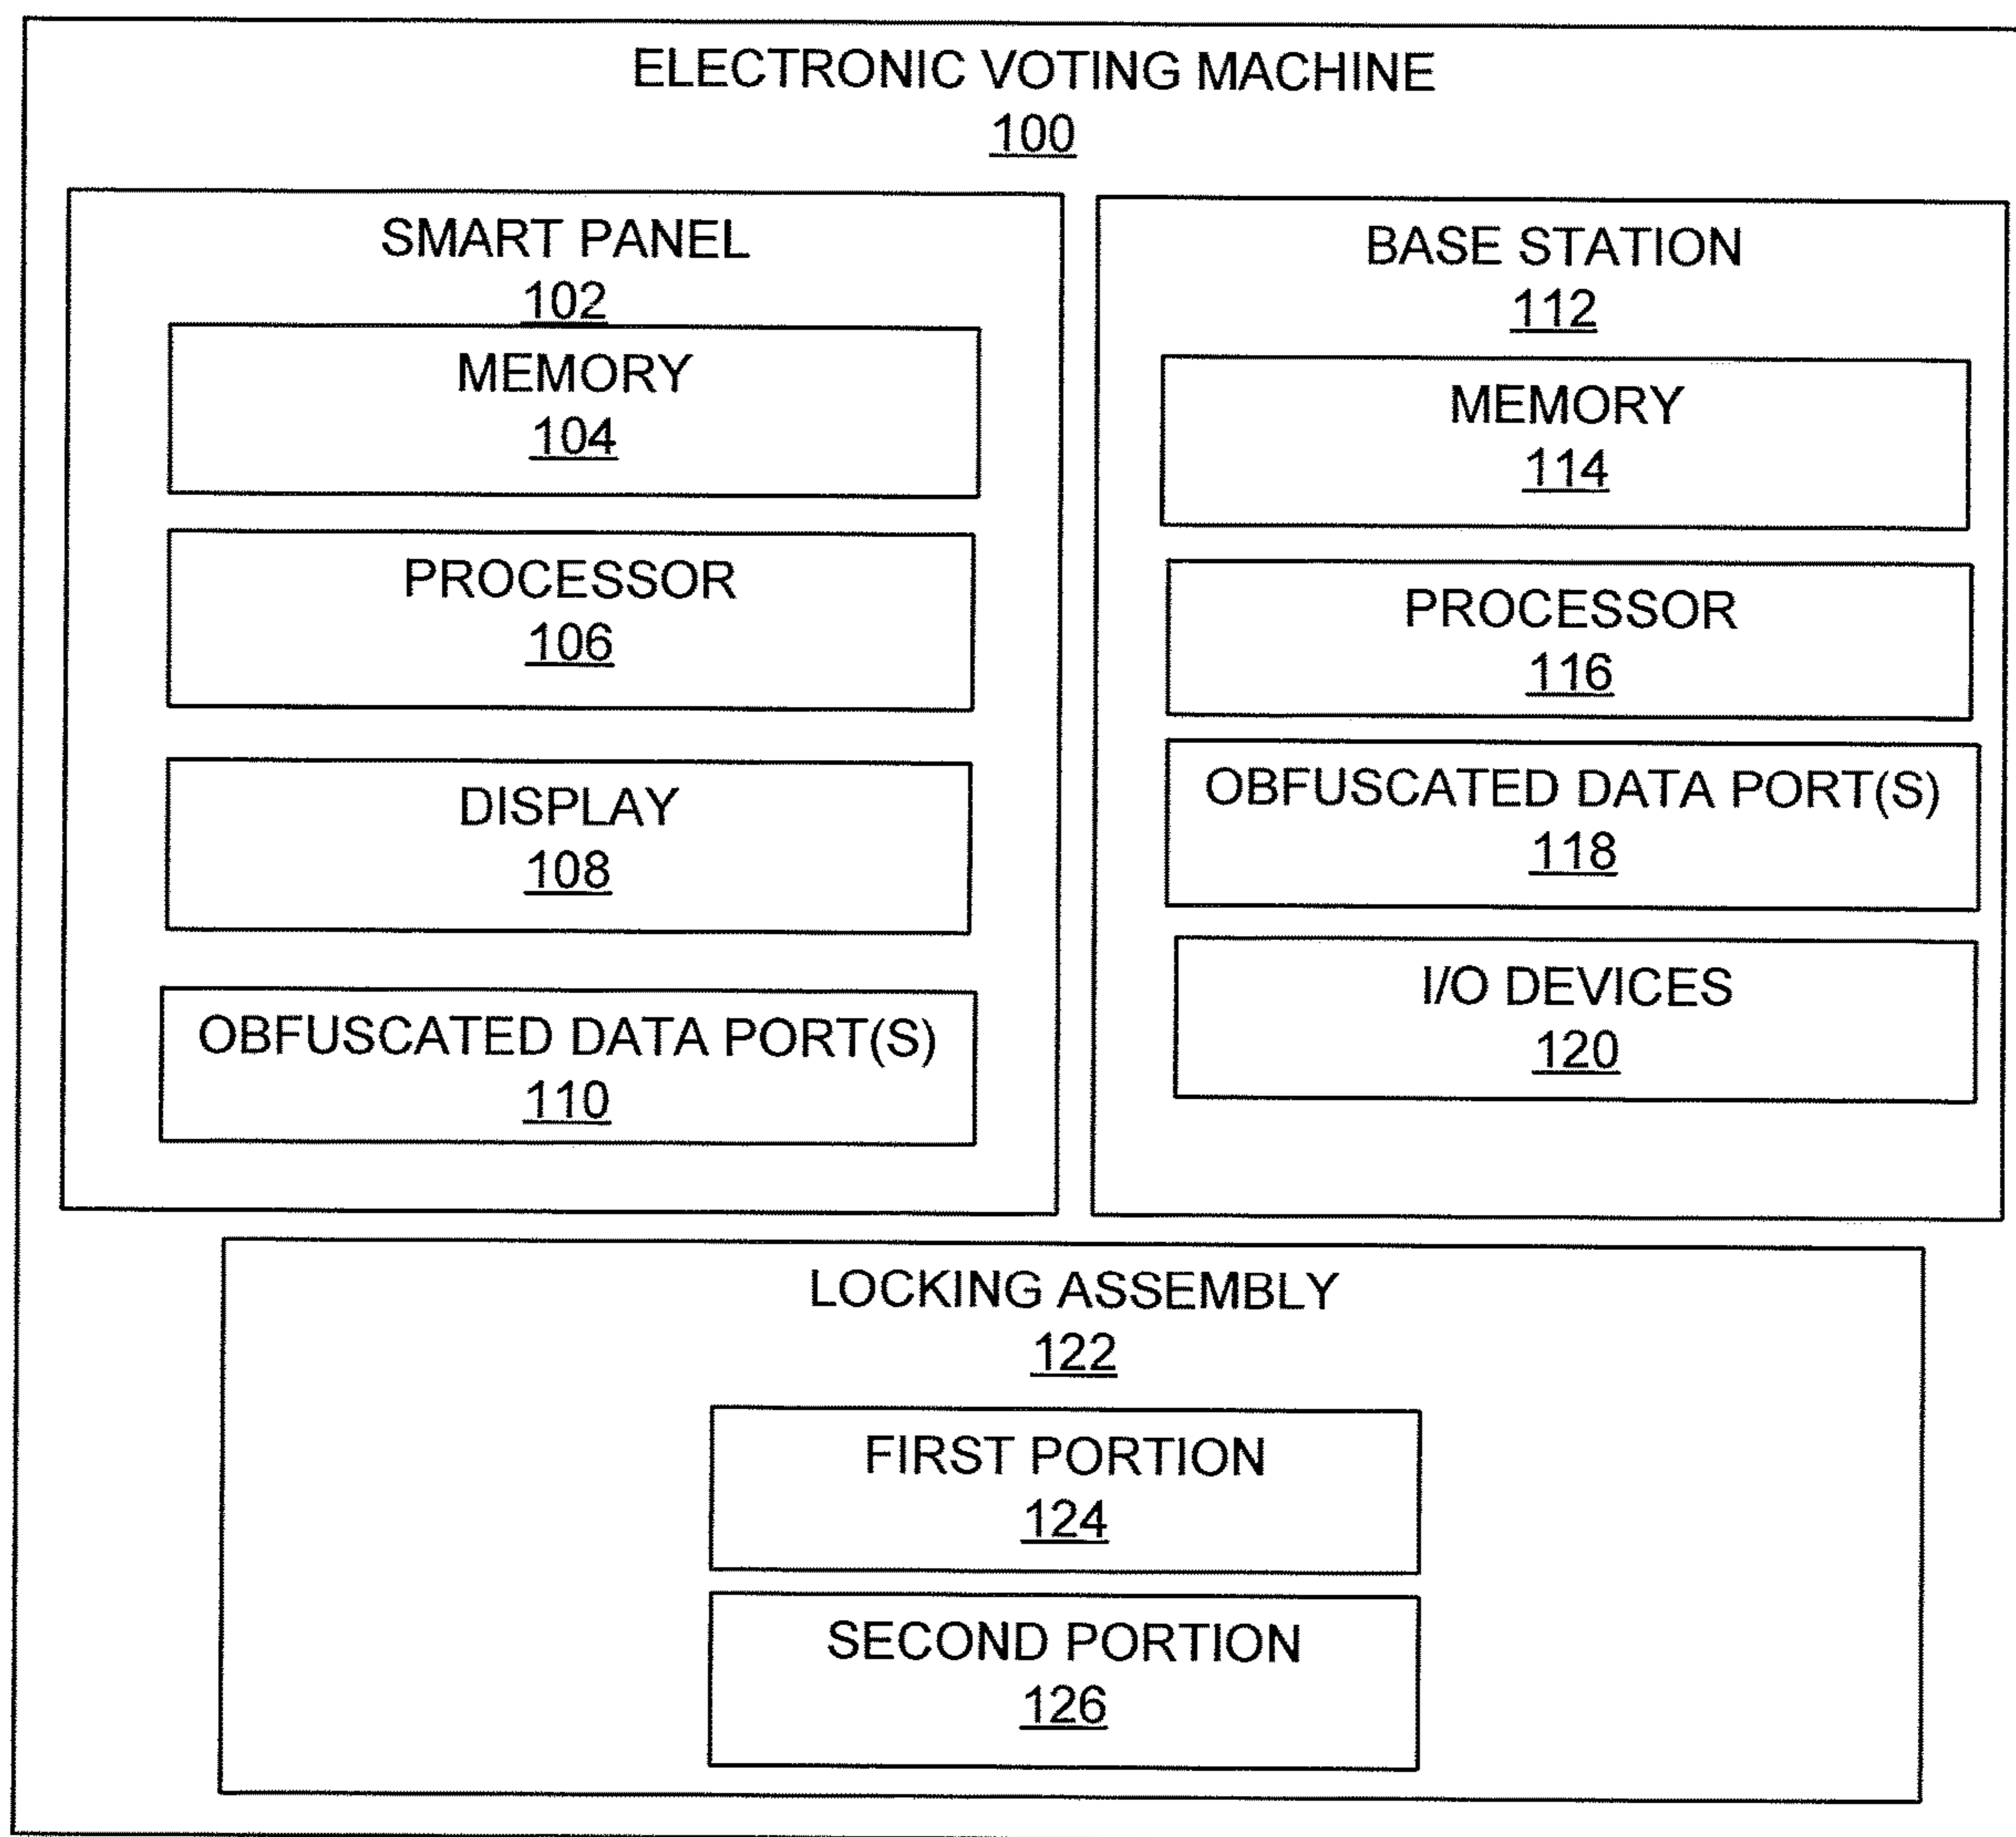 ELECTRONIC VOTING MACHINE
100
SMART PANEL
102
MEMORY
104
PROCESSOR
106
DISPLAY
108
OBFUSCATED DATA PORT(S)
110
BASE STATION
112
MEMORY
114
PROCESSOR
116
OBFUSCATED DATA PORT(S)
118
I/O DEVICES
120
LOCKING ASSEMBLY
122
FIRST PORTION
124
SECOND PORTION
126